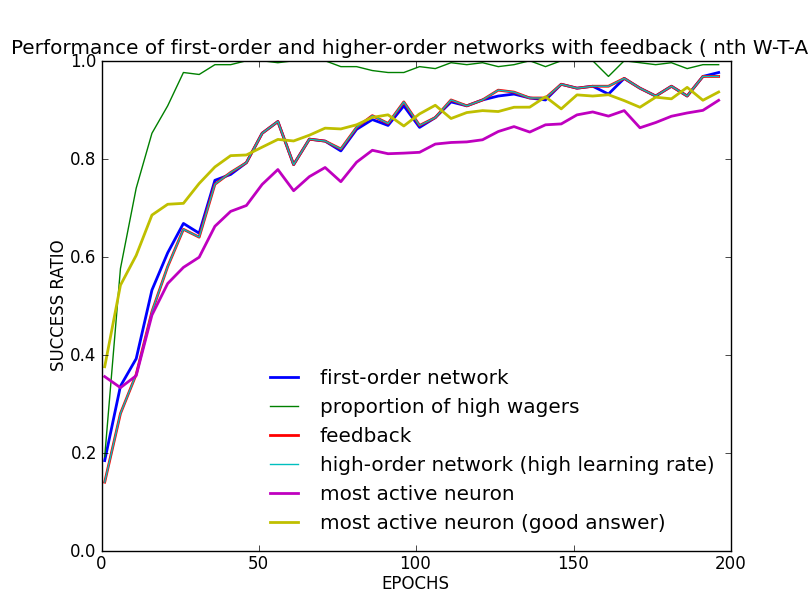 Performance of first-order and higher-order networks with feedback ( nth W-T-A
1.0
0.8
0.6
0.4
0.2
0.0
SUCCESS RATIO
first-order network
proportion of high wagers
feedback
high-order network (high learning rate)
most active neuron
most active neuron (good answer)
0 50 100 150 200
EPOCHS